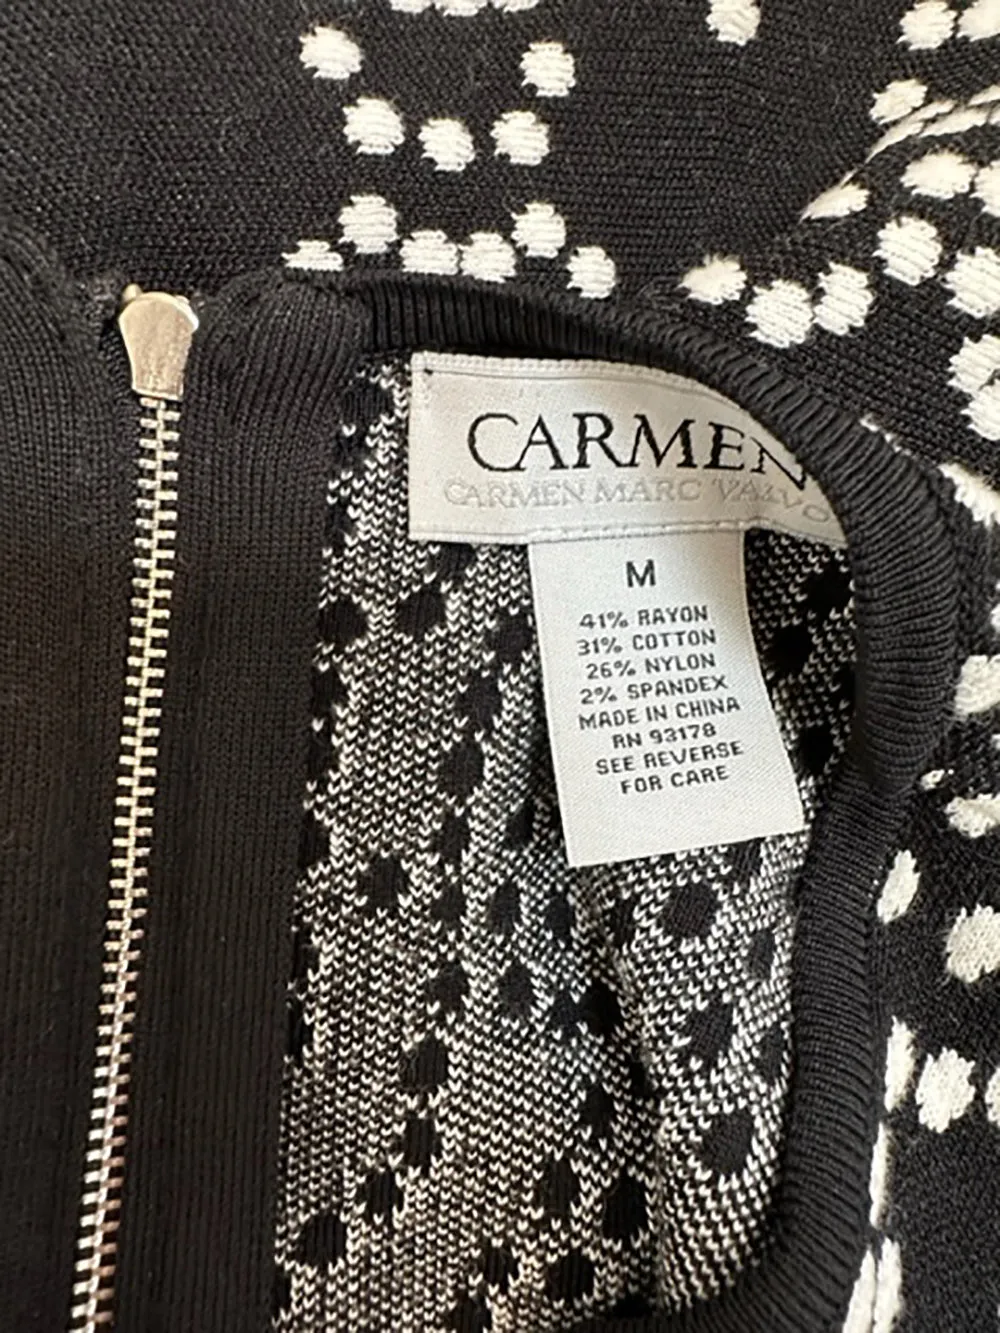 CARMEN
CARMEN MARC VALVO
M
41% RAYON
31% COTTON
26% NYLON
2% SPANDEX
MADE IN CHINA
RN 93178
SEE REVERSE
FOR CARE